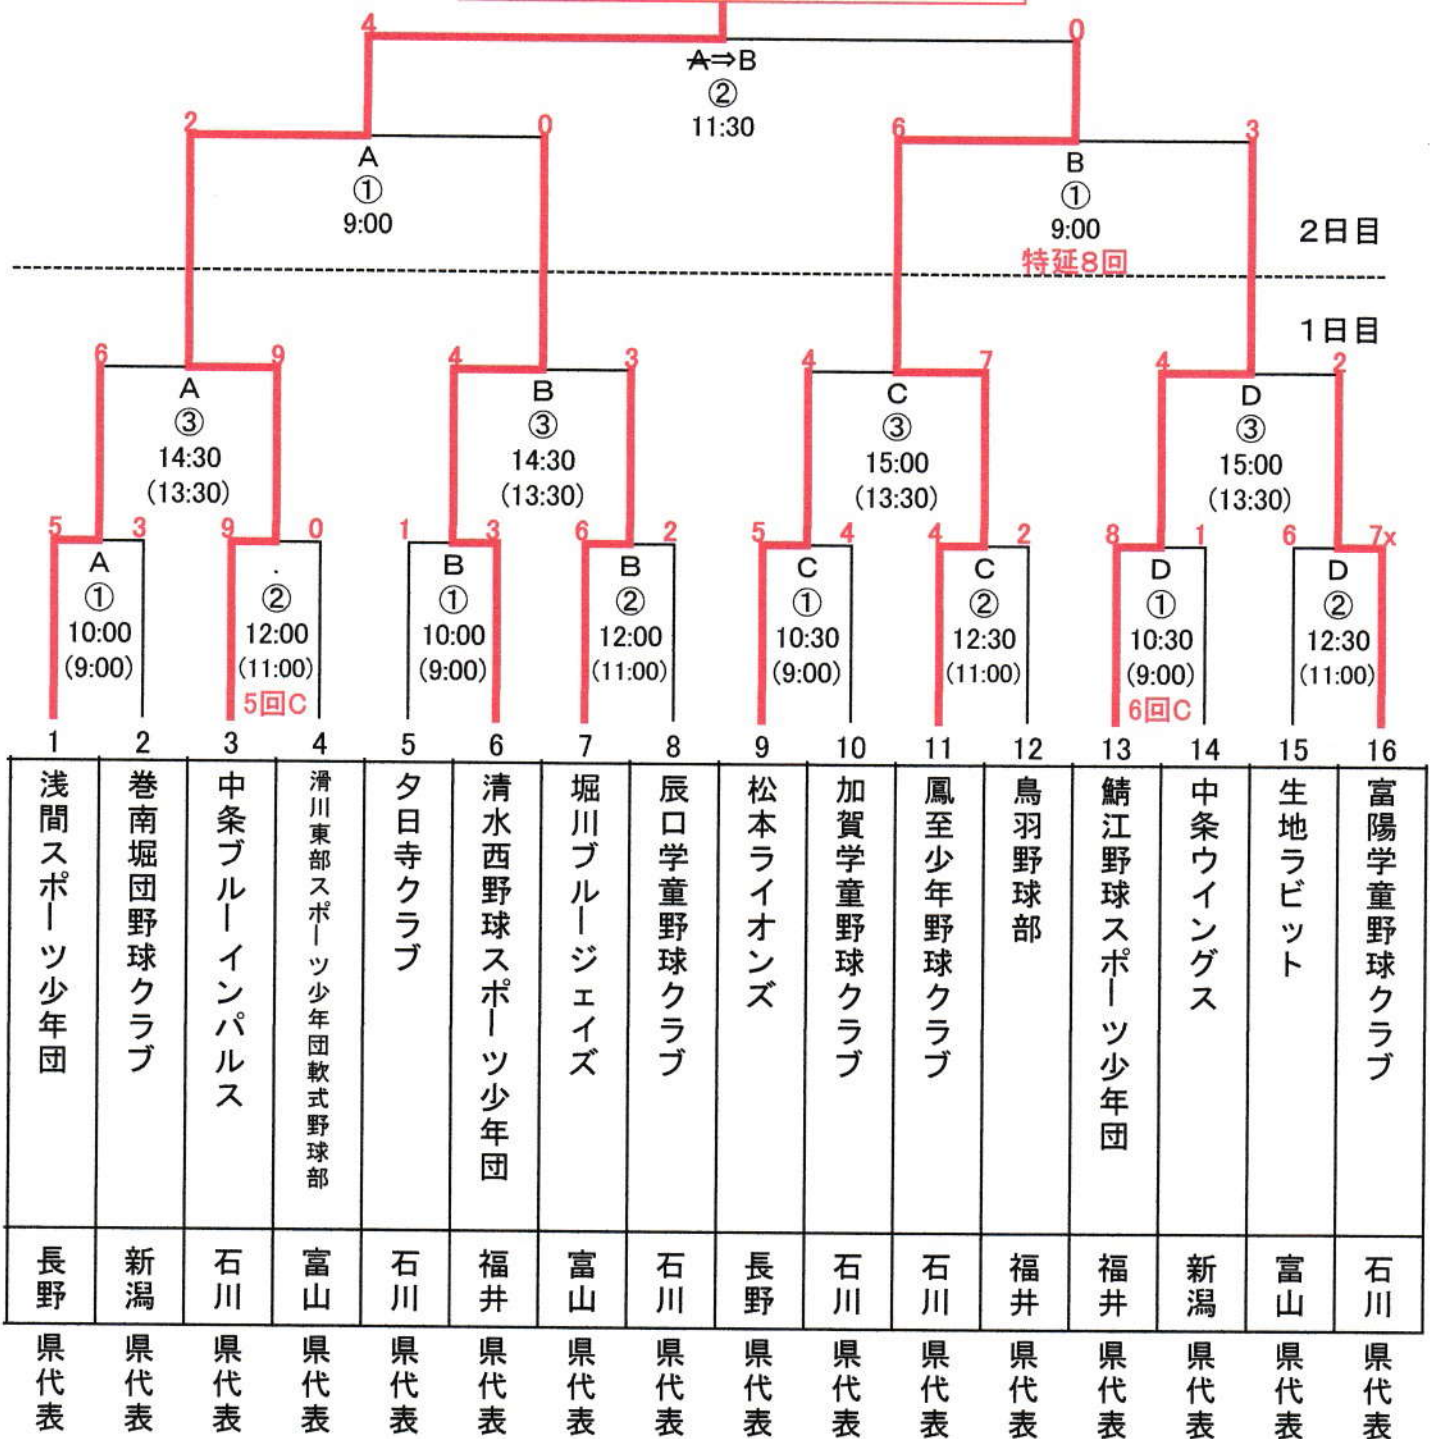 4 0
A⇒B
②
11:30
2 0 6 3
A B
① ①
9:00 9:00
2日目
特延8回
1日目
6 9 4 3 4 7 4 2
A B C D
③ ③ ③ ③
14:30 14:30 15:00 15:00
(13:30) (13:30) (13:30) (13:30)
5 3 9 0 1 3 6 2 5 4 4 2 8 1 6 7x
A B B C C D D
① ② ① ② ① ② ① ②
10:00 12:00 10:00 12:00 10:30 12:30 10:30 12:30
(9:00) (11:00) (9:00) (11:00) (9:00) (11:00) (9:00) (11:00)
5回C 6回C
1 2 3 4 5 6 7 8 9 10 11 12 13 14 15 16
浅間スポーツ少年団
巻南堀団野球クラブ
中条ブルーインパルス
滑川東部スポーツ少年団軟式野球部
夕日寺クラブ
清水西野球スポーツ少年団
堀川ブルージェイズ
辰口学童野球クラブ
松本ライオンズ
加賀学童野球クラブ
鳳至少年野球クラブ
鳥羽野球部
鯖江野球スポーツ少年団
中条ウイングス
生地ラビット
富陽学童野球クラブ
長野 新潟 石川 富山 石川 福井 富山 石川 長野 石川 石川 福井 福井 新潟 富山 石川
県代表 県代表 県代表 県代表 県代表 県代表 県代表 県代表 県代表 県代表 県代表 県代表 県代表 県代表 県代表 県代表